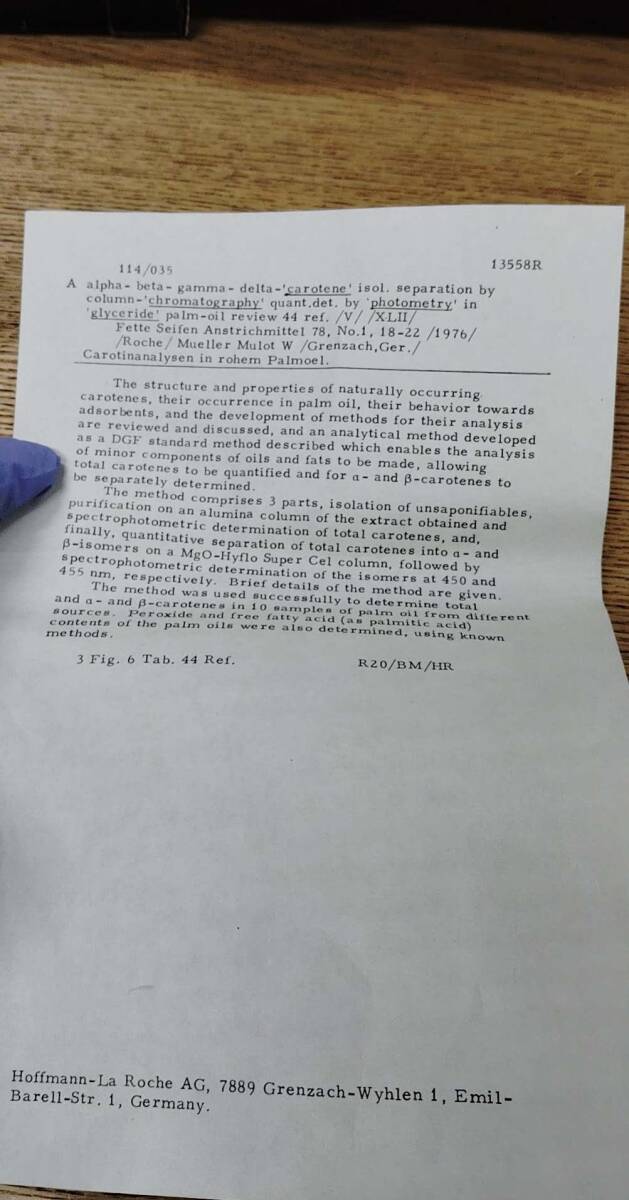 114/035 13558R
A alpha- beta- gamma- delta-'carotene' isol. separation by
column-'chromatography' quant.det. by 'photometry' in
'glyceride' palm-oil review 44 ref. /V/ /XLII/
Fette Seifen Anstrichmittel 78, No.1, 18-22 /1976/
/Roche/ Mueller Mulot W /Grenzach,Ger./
Carotinanalysen in rohem Palmoel.
The structure and properties of naturally occurring
carotenes, their occurrence in palm oil, their behavior towards
adsorbents, and the development of methods for their analysis
are reviewed and discussed, and an analytical method developed
as a DGF standard method described which enables the analysis
of minor components of oils and fats to be made, allowing
total carotenes to be quantified and for α- and β-carotenes to
be separately determined.
The method comprises 3 parts, isolation of unsaponifiables,
purification on an alumina column of the extract obtained and
spectrophotometric determination of total carotenes, and,
finally, quantitative separation of total carotenes into α- and
β-isomers on a MgO-Hyflo Super Cel column, followed by
spectrophotometric determination of the isomers at 450 and
455 nm, respectively. Brief details of the method are given.
The method was used successfully to determine total
and α- and β-carotenes in 10 samples of palm oil from different
sources. Peroxide and free fatty acid (as palmitic acid)
contents of the palm oils were also determined, using known
methods.
3 Fig. 6 Tab. 44 Ref. R20/BM/HR
Hoffmann-La Roche AG, 7889 Grenzach-Wyhlen 1, Emil-
Barell-Str. 1, Germany.